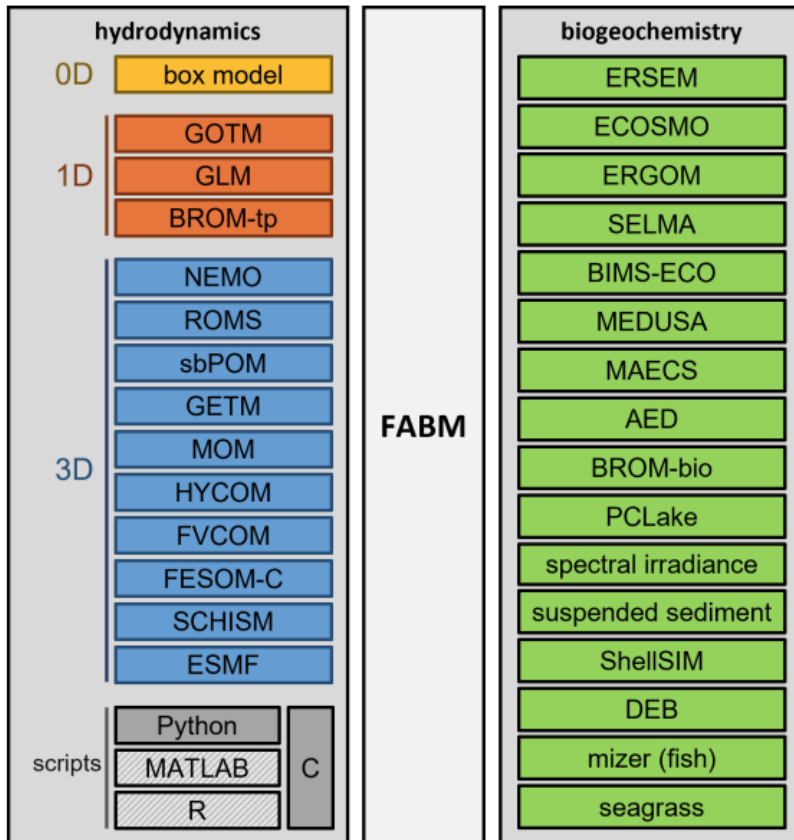 hydrodynamics
0D
box model
1D
GOTM
GLM
BROM-tp
3D
NEMO
ROMS
sbPOM
GETM
MOM
HYCOM
FVCOM
FESOM-C
SCHISM
ESMF
scripts
Python
MATLAB
R
C
FABM
biogeochemistry
ERSEM
ECOSMO
ERGOM
SELMA
BIMS-ECO
MEDUSA
MAECS
AED
BROM-bio
PCLake
spectral irradiance
suspended sediment
ShellSIM
DEB
mizer (fish)
seagrass